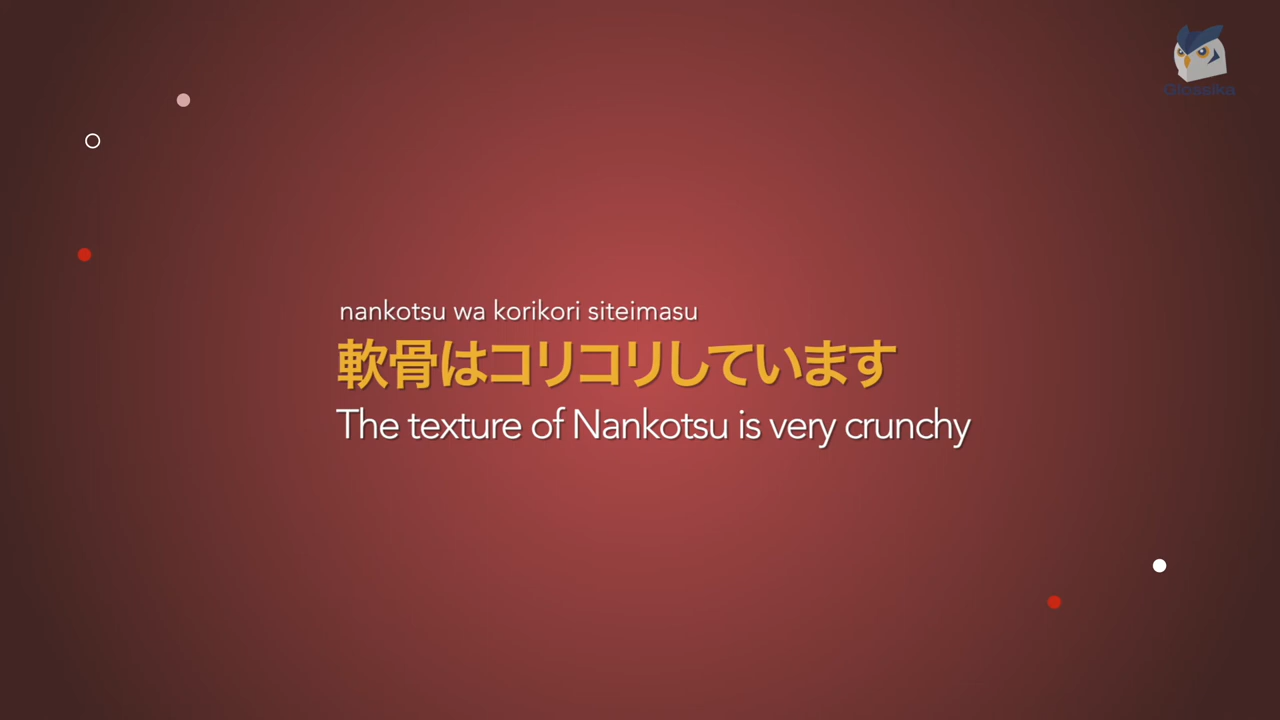 Glossika
nankotsu wa korikori siteimasu
軟骨はコリコリしています
The texture of Nankotsu is very crunchy